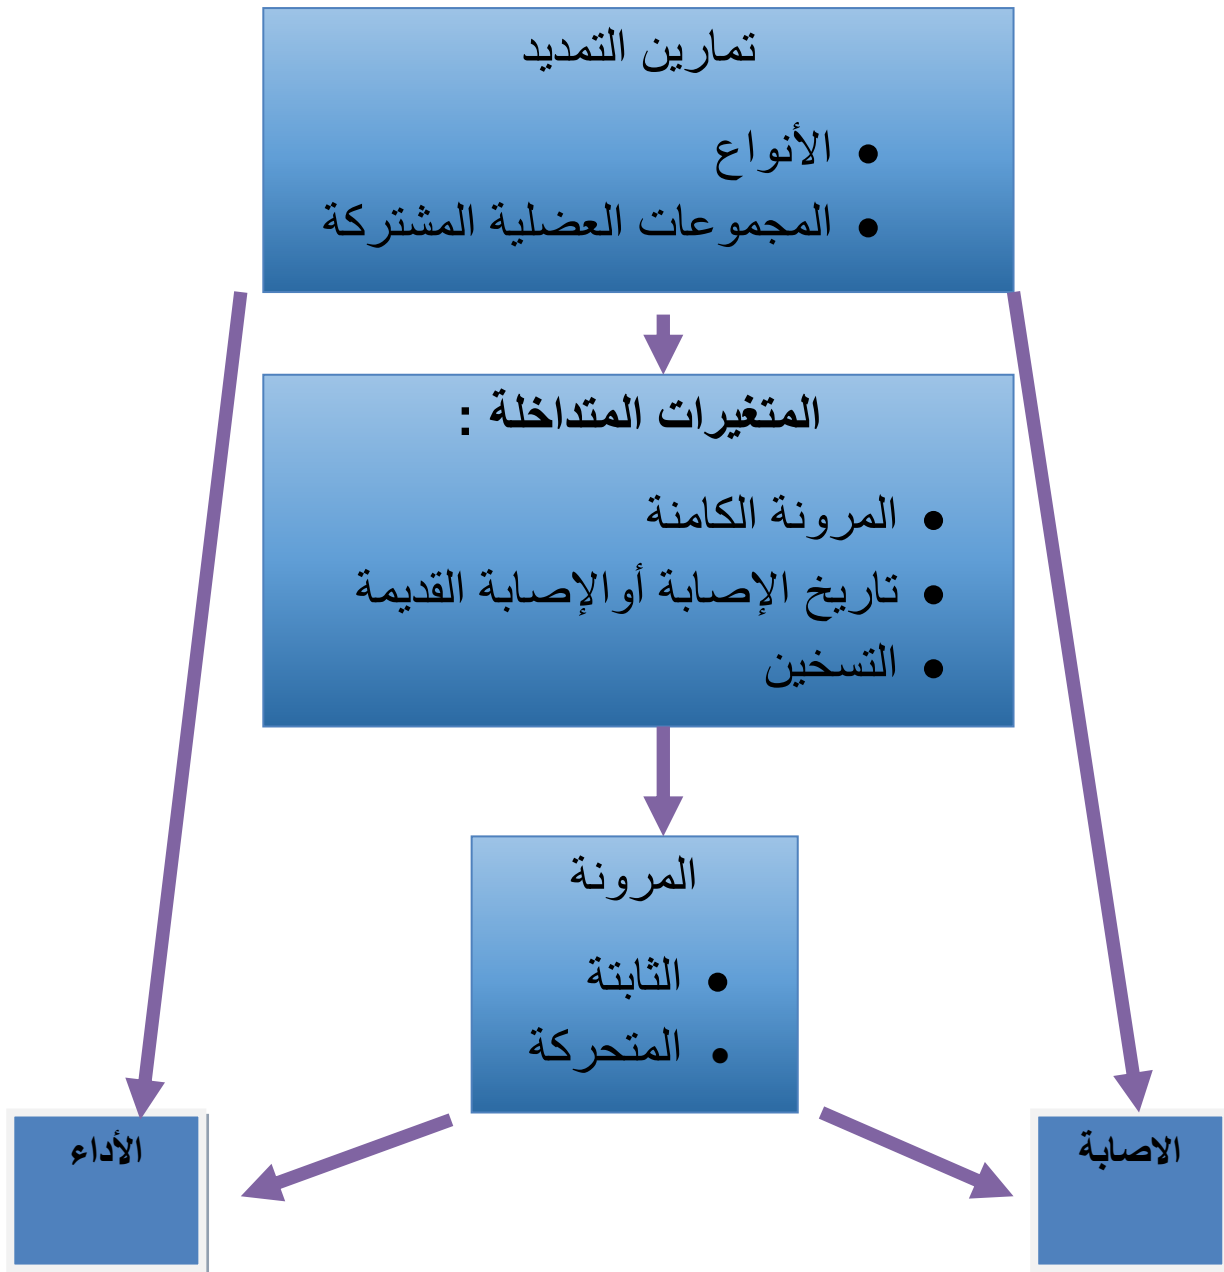 تمارين التمديد
• الأنواع
• المجموعات العضلية المشتركة
المتغيرات المتداخلة :
• المرونة الكامنة
• تاريخ الإصابة أوالإصابة القديمة
• التسخين
المرونة
• الثابتة
• المتحركة
الاصابة
الأداء